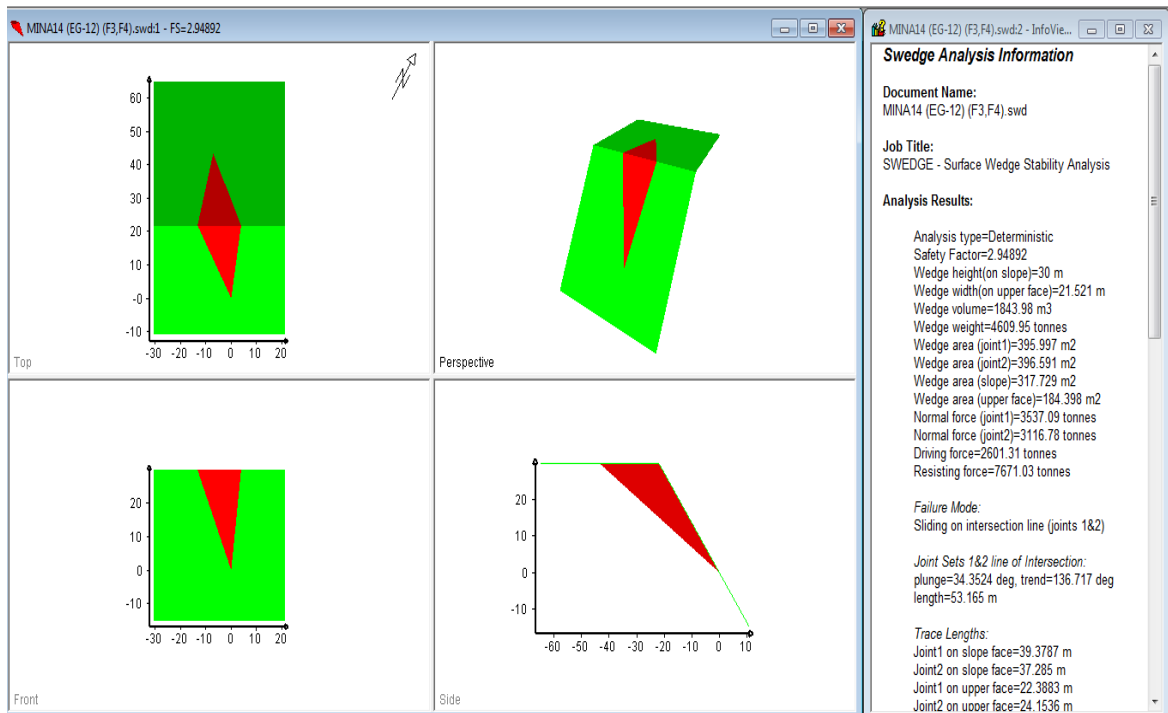 MINA14 (EG-12) (F3,F4).swd:1 - FS=2.94892
N
60
50
40
30
20
10
-0
-10
-30 -20 -10 0 10 20
Top
Perspective
20
10
0
-10
-30 -20 -10 0 10 20
Front
20
10
0
-10
-60 -50 -40 -30 -20 -10 0 10
Side
MINA14 (EG-12) (F3,F4).swd:2 - InfoVie...
Swedge Analysis Information
Document Name:
MINA14 (EG-12) (F3,F4).swd
Job Title:
SWEDGE - Surface Wedge Stability Analysis
Analysis Results:
Analysis type=Deterministic
Safety Factor=2.94892
Wedge height(on slope)=30 m
Wedge width(on upper face)=21.521 m
Wedge volume=1843.98 m3
Wedge weight=4609.95 tonnes
Wedge area (joint1)=395.997 m2
Wedge area (joint2)=396.591 m2
Wedge area (slope)=317.729 m2
Wedge area (upper face)=184.398 m2
Normal force (joint1)=3537.09 tonnes
Normal force (joint2)=3116.78 tonnes
Driving force=2601.31 tonnes
Resisting force=7671.03 tonnes
Failure Mode:
Sliding on intersection line (joints 1&2)
Joint Sets 1&2 line of Intersection:
plunge=34.3524 deg, trend=136.717 deg
length=53.165 m
Trace Lengths:
Joint1 on slope face=39.3787 m
Joint2 on slope face=37.285 m
Joint1 on upper face=22.3883 m
Joint2 on upper face=24.1536 m